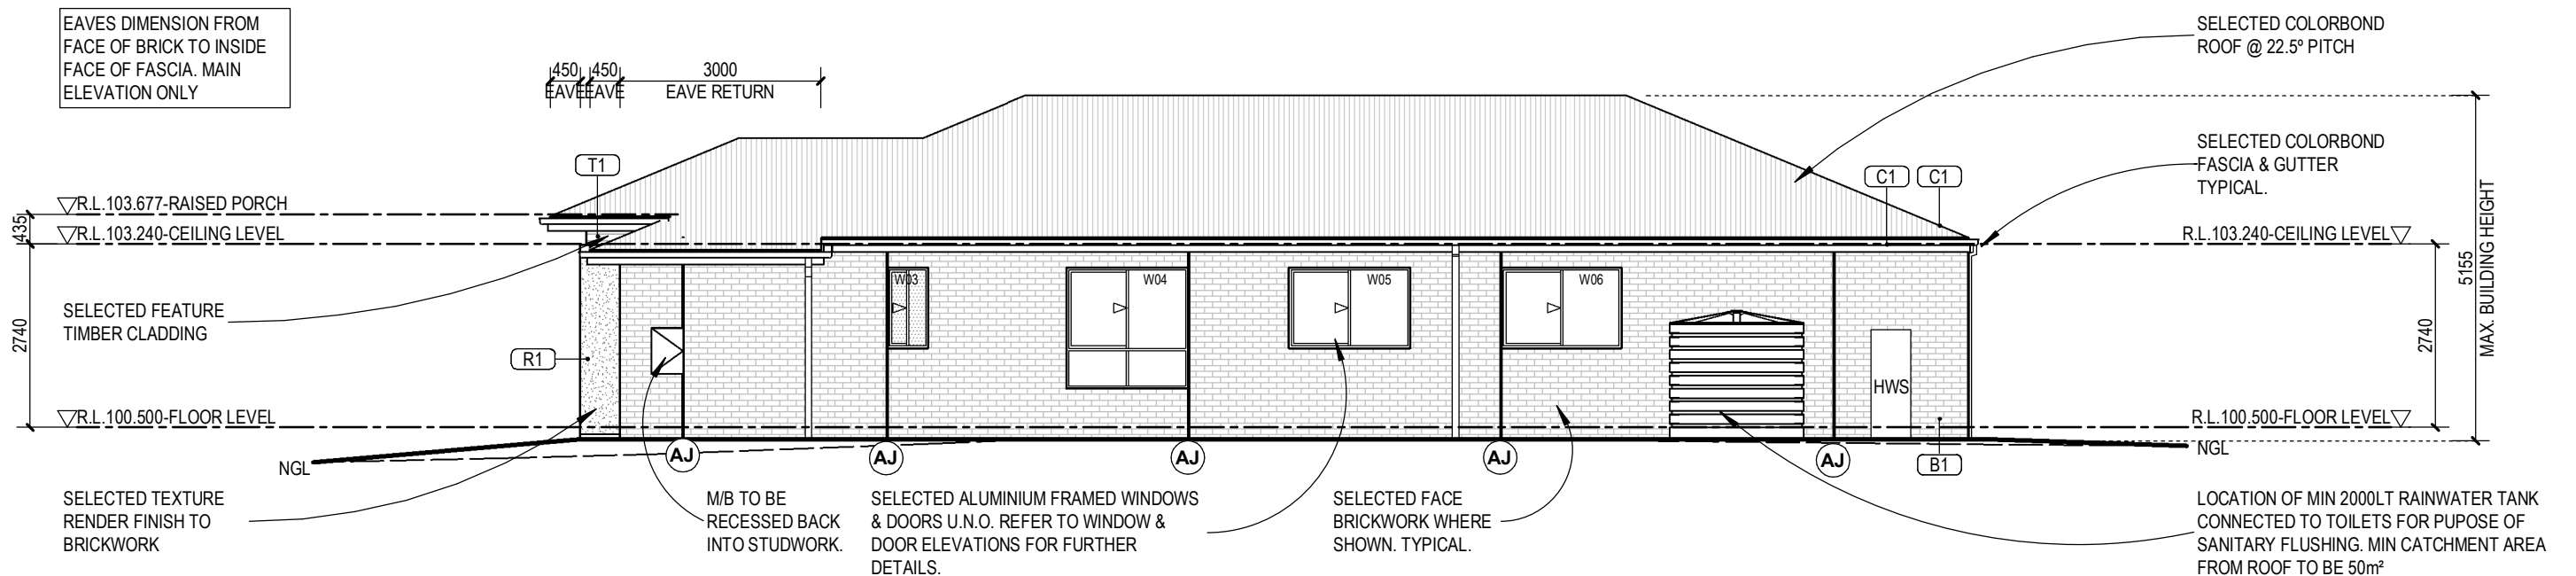 EAVES DIMENSION FROM
FACE OF BRICK TO INSIDE
FACE OF FASCIA. MAIN
ELEVATION ONLY
450
EAVE
450
EAVE
3000
EAVE RETURN
SELECTED COLORBOND
ROOF @ 22.5º PITCH
SELECTED COLORBOND
FASCIA & GUTTER
TYPICAL.
T1
C1
C1
R.L.103.677-RAISED PORCH
435
R.L.103.240-CEILING LEVEL
R.L.103.240-CEILING LEVEL
5155
MAX. BUILDING HEIGHT
W03
W04
W05
W06
SELECTED FEATURE
TIMBER CLADDING
2740
2740
R1
HWS
R.L.100.500-FLOOR LEVEL
R.L.100.500-FLOOR LEVEL
NGL
AJ
AJ
AJ
AJ
AJ
B1
NGL
SELECTED TEXTURE
RENDER FINISH TO
BRICKWORK
M/B TO BE
RECESSED BACK
INTO STUDWORK.
SELECTED ALUMINIUM FRAMED WINDOWS
& DOORS U.N.O. REFER TO WINDOW &
DOOR ELEVATIONS FOR FURTHER
DETAILS.
SELECTED FACE
BRICKWORK WHERE
SHOWN. TYPICAL.
LOCATION OF MIN 2000LT RAINWATER TANK
CONNECTED TO TOILETS FOR PUPOSE OF
SANITARY FLUSHING. MIN CATCHMENT AREA
FROM ROOF TO BE 50m²